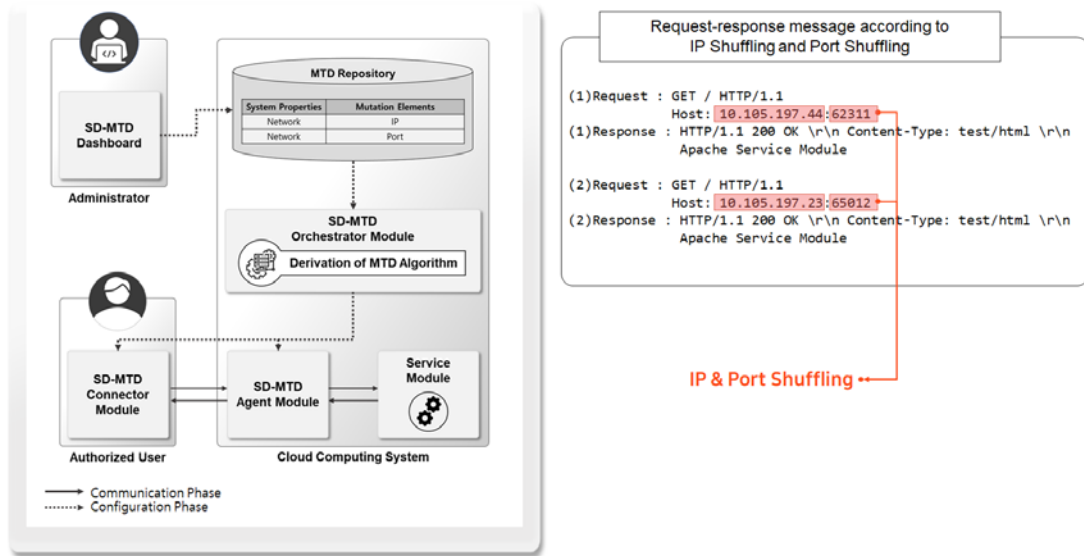 SD-MTD
Dashboard
Administrator
MTD Repository
System Properties Mutation Elements
Network IP
Network Port
SD-MTD
Orchestrator Module
Derivation of MTD Algorithm
SD-MTD
Connector
Module
Authorized User
SD-MTD
Agent Module
Service
Module
Cloud Computing System
Communication Phase
Configuration Phase
Request-response message according to
IP Shuffling and Port Shuffling
(1)Request : GET / HTTP/1.1
Host: 10.105.197.44:62311
(1)Response : HTTP/1.1 200 OK \r\n Content-Type: test/html \r\n
Apache Service Module
(2)Request : GET / HTTP/1.1
Host: 10.105.197.23:65012
(2)Response : HTTP/1.1 200 OK \r\n Content-Type: test/html \r\n
Apache Service Module
IP & Port Shuffling